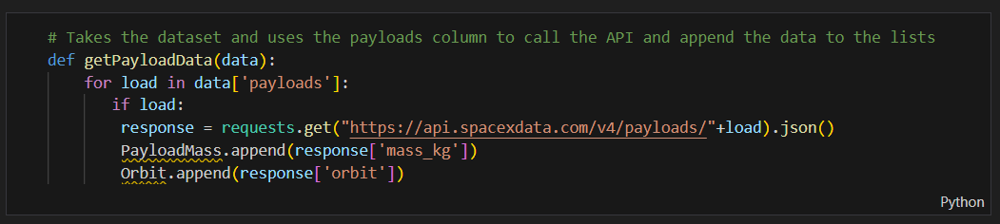 # Takes the dataset and uses the payloads column to call the API and append the data to the lists
def getPayloadData(data):
    for load in data['payloads']:
       if load:
        response = requests.get("https://api.spacexdata.com/v4/payloads/"+load).json()
        PayloadMass.append(response['mass_kg'])
        Orbit.append(response['orbit'])
Python